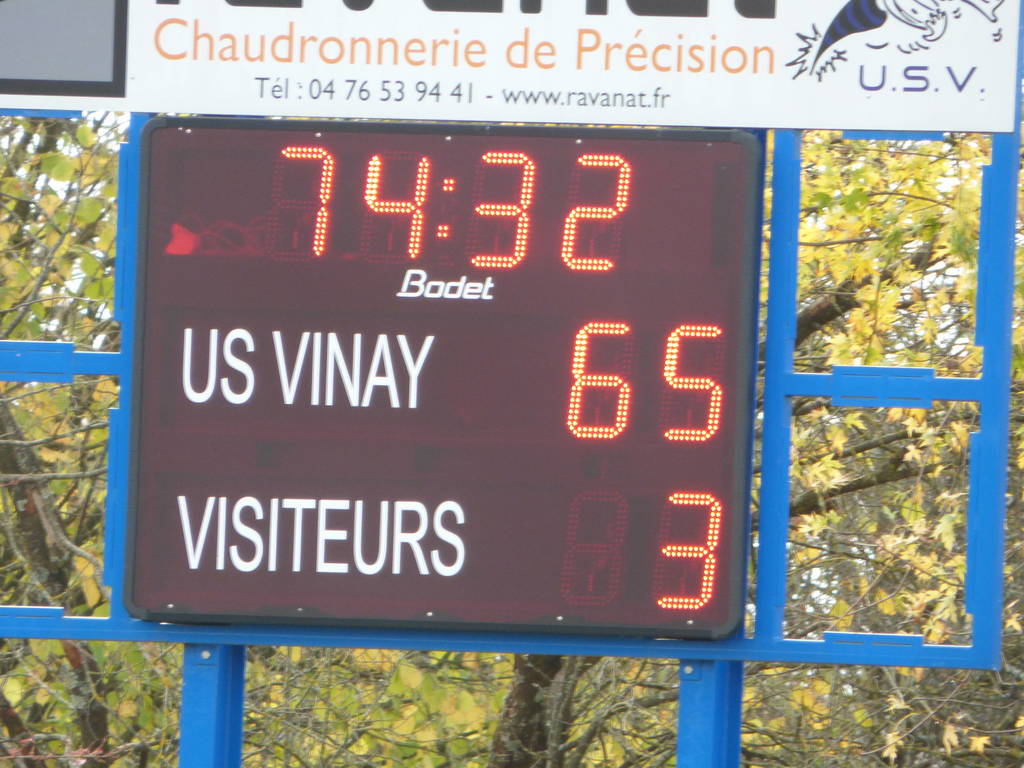 ravanat
Chaudronnerie de Précision
Tél : 04 76 53 94 41 - www.ravanat.fr
U.S.V.
74:32
Bodet
US VINAY 65
VISITEURS 3